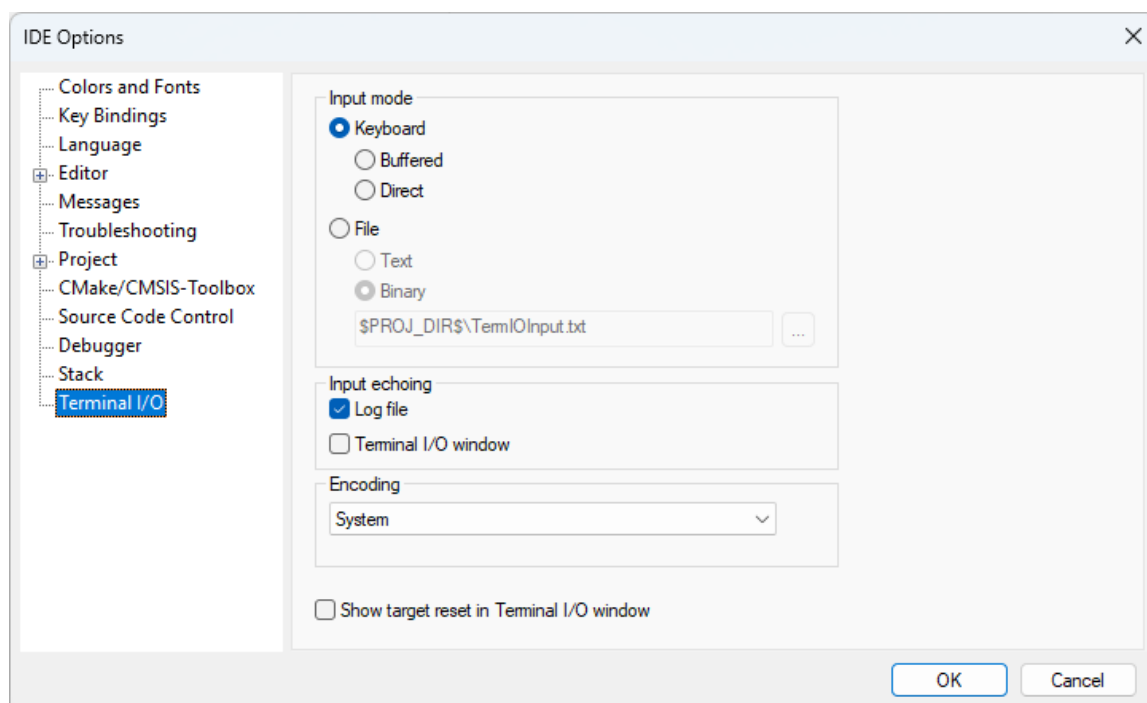 IDE Options
Colors and Fonts
Key Bindings
Language
Editor
Messages
Troubleshooting
Project
CMake/CMSIS-Toolbox
Source Code Control
Debugger
Stack
Terminal I/O
Input mode
Keyboard
Buffered
Direct
File
Text
Binary
$PROJ_DIR$\TermIOInput.txt
...
Input echoing
Log file
Terminal I/O window
Encoding
System
Show target reset in Terminal I/O window
OK
Cancel